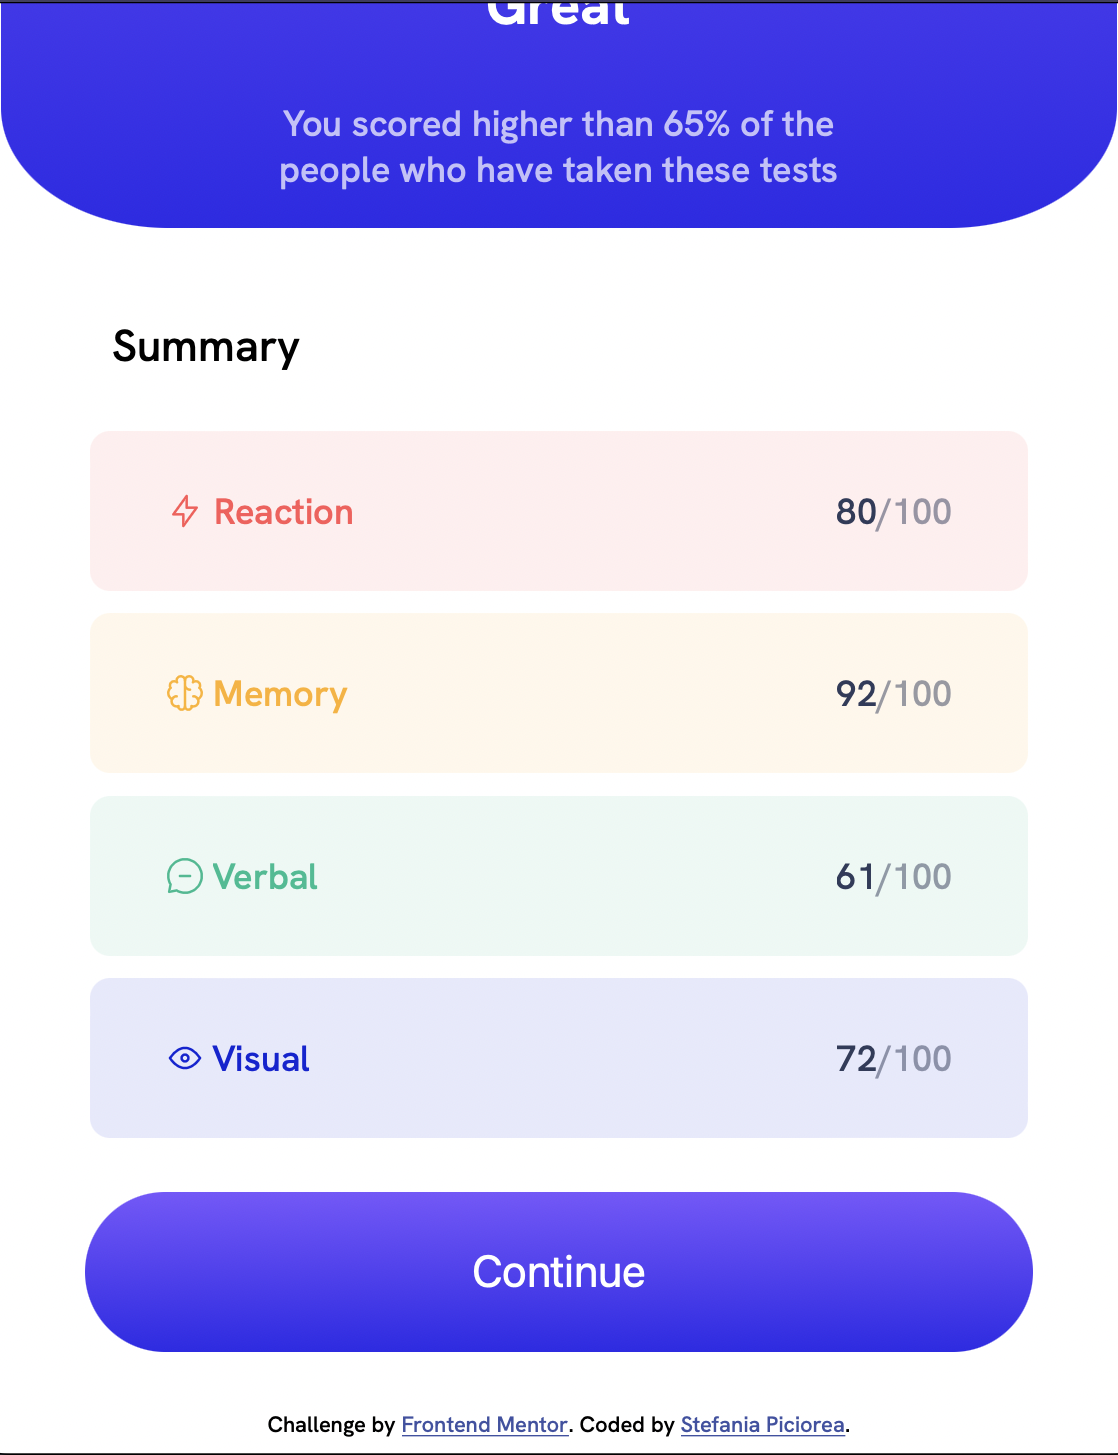 Great
You scored higher than 65% of the
people who have taken these tests
Summary
Reaction 80/100
Memory 92/100
Verbal 61/100
Visual 72/100
Continue
Challenge by Frontend Mentor. Coded by Stefania Piciorea.